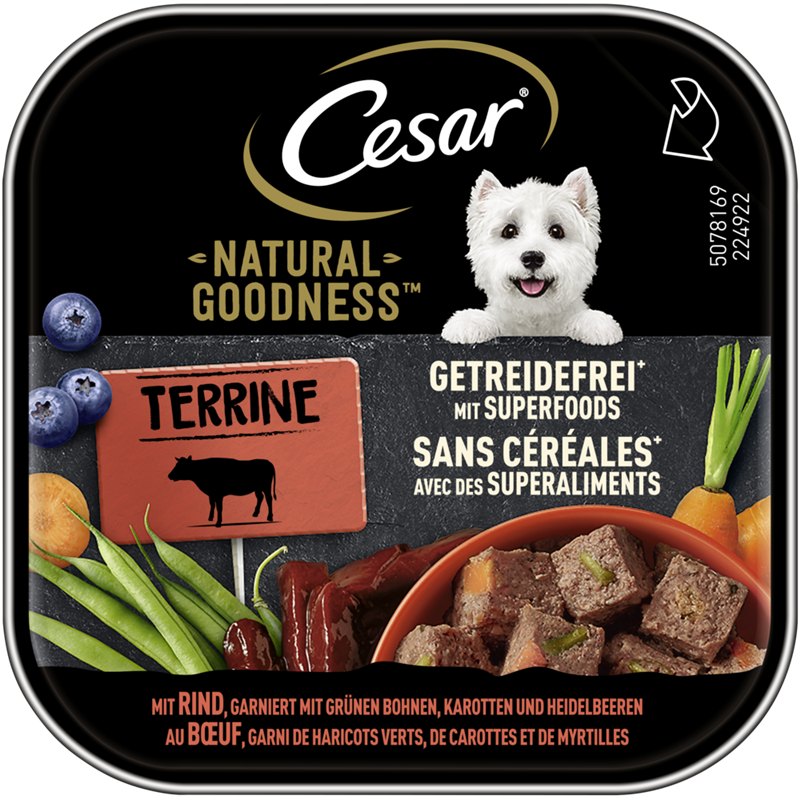 Cesar®
NATURAL
GOODNESS™
5078169
224922
TERRINE
GETREIDEFREI⁺
MIT SUPERFOODS
SANS CÉRÉALES⁺
AVEC DES SUPERALIMENTS
MIT RIND, GARNIERT MIT GRÜNEN BOHNEN, KAROTTEN UND HEIDELBEEREN
AU BŒUF, GARNI DE HARICOTS VERTS, DE CAROTTES ET DE MYRTILLES